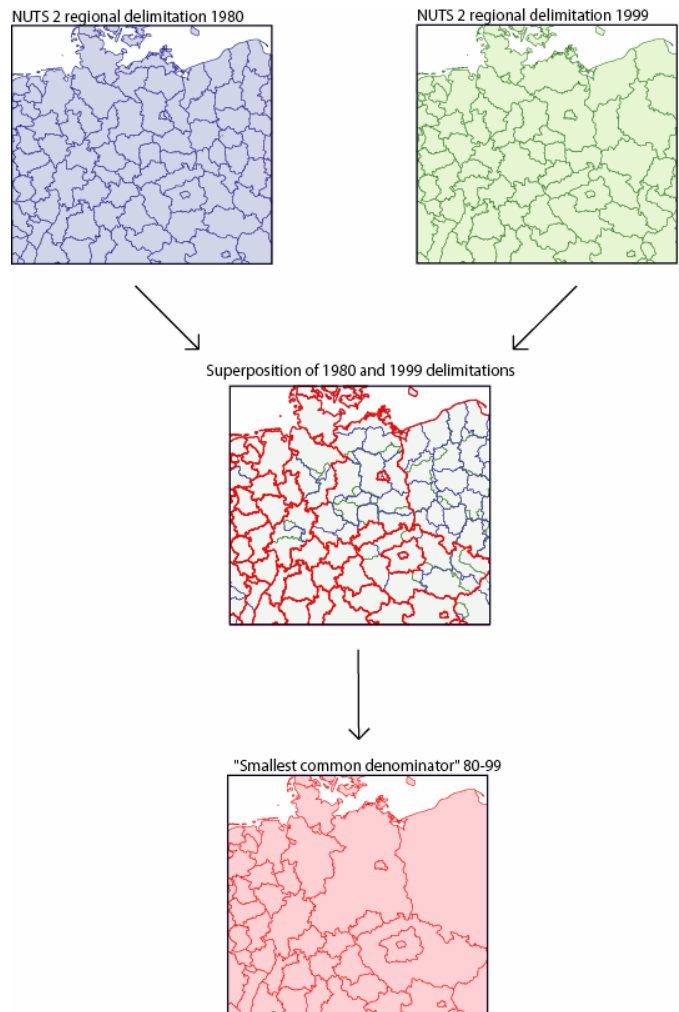 NUTS 2 regional delimitation 1980
NUTS 2 regional delimitation 1999
Superposition of 1980 and 1999 delimitations
"Smallest common denominator" 80-99